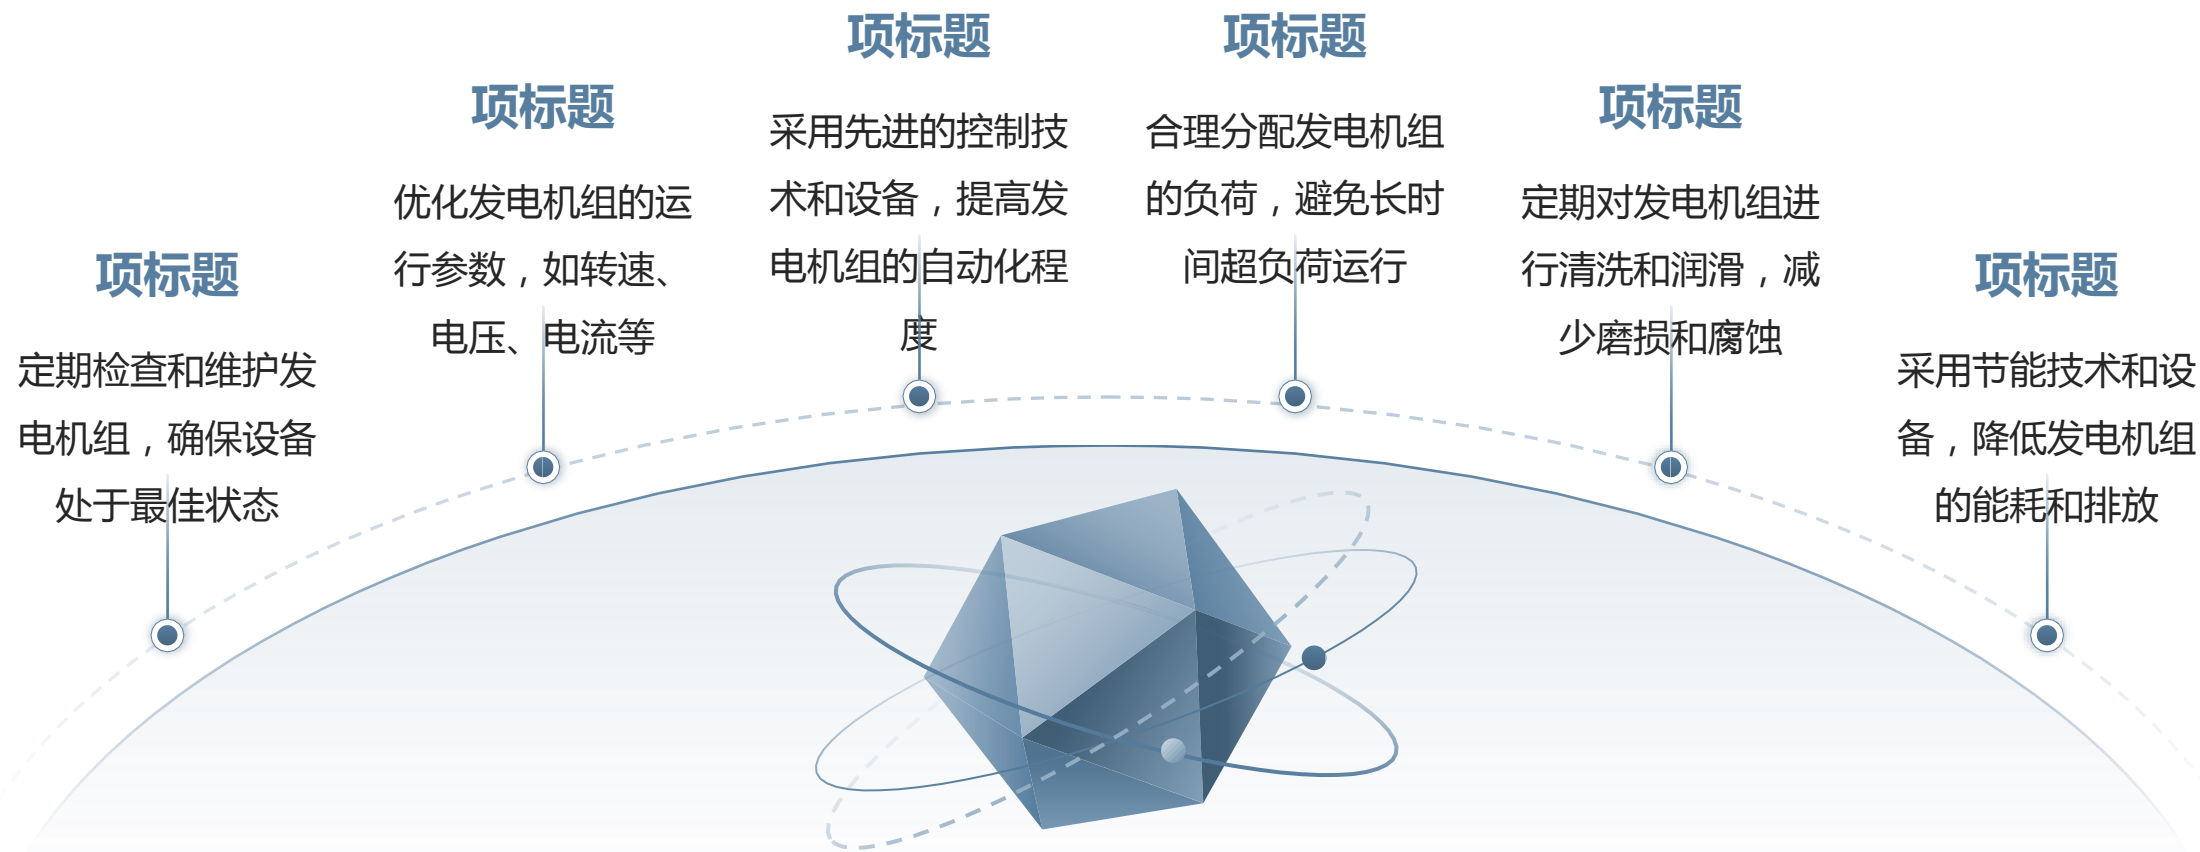 项标题
定期检查和维护发
电机组，确保设备
处于最佳状态
项标题
优化发电机组的运
行参数，如转速、
电压、电流等
项标题
采用先进的控制技
术和设备，提高发
电机组的自动化程
度
项标题
合理分配发电机组
的负荷，避免长时
间超负荷运行
项标题
定期对发电机组进
行清洗和润滑，减
少磨损和腐蚀
项标题
采用节能技术和设
备，降低发电机组
的能耗和排放